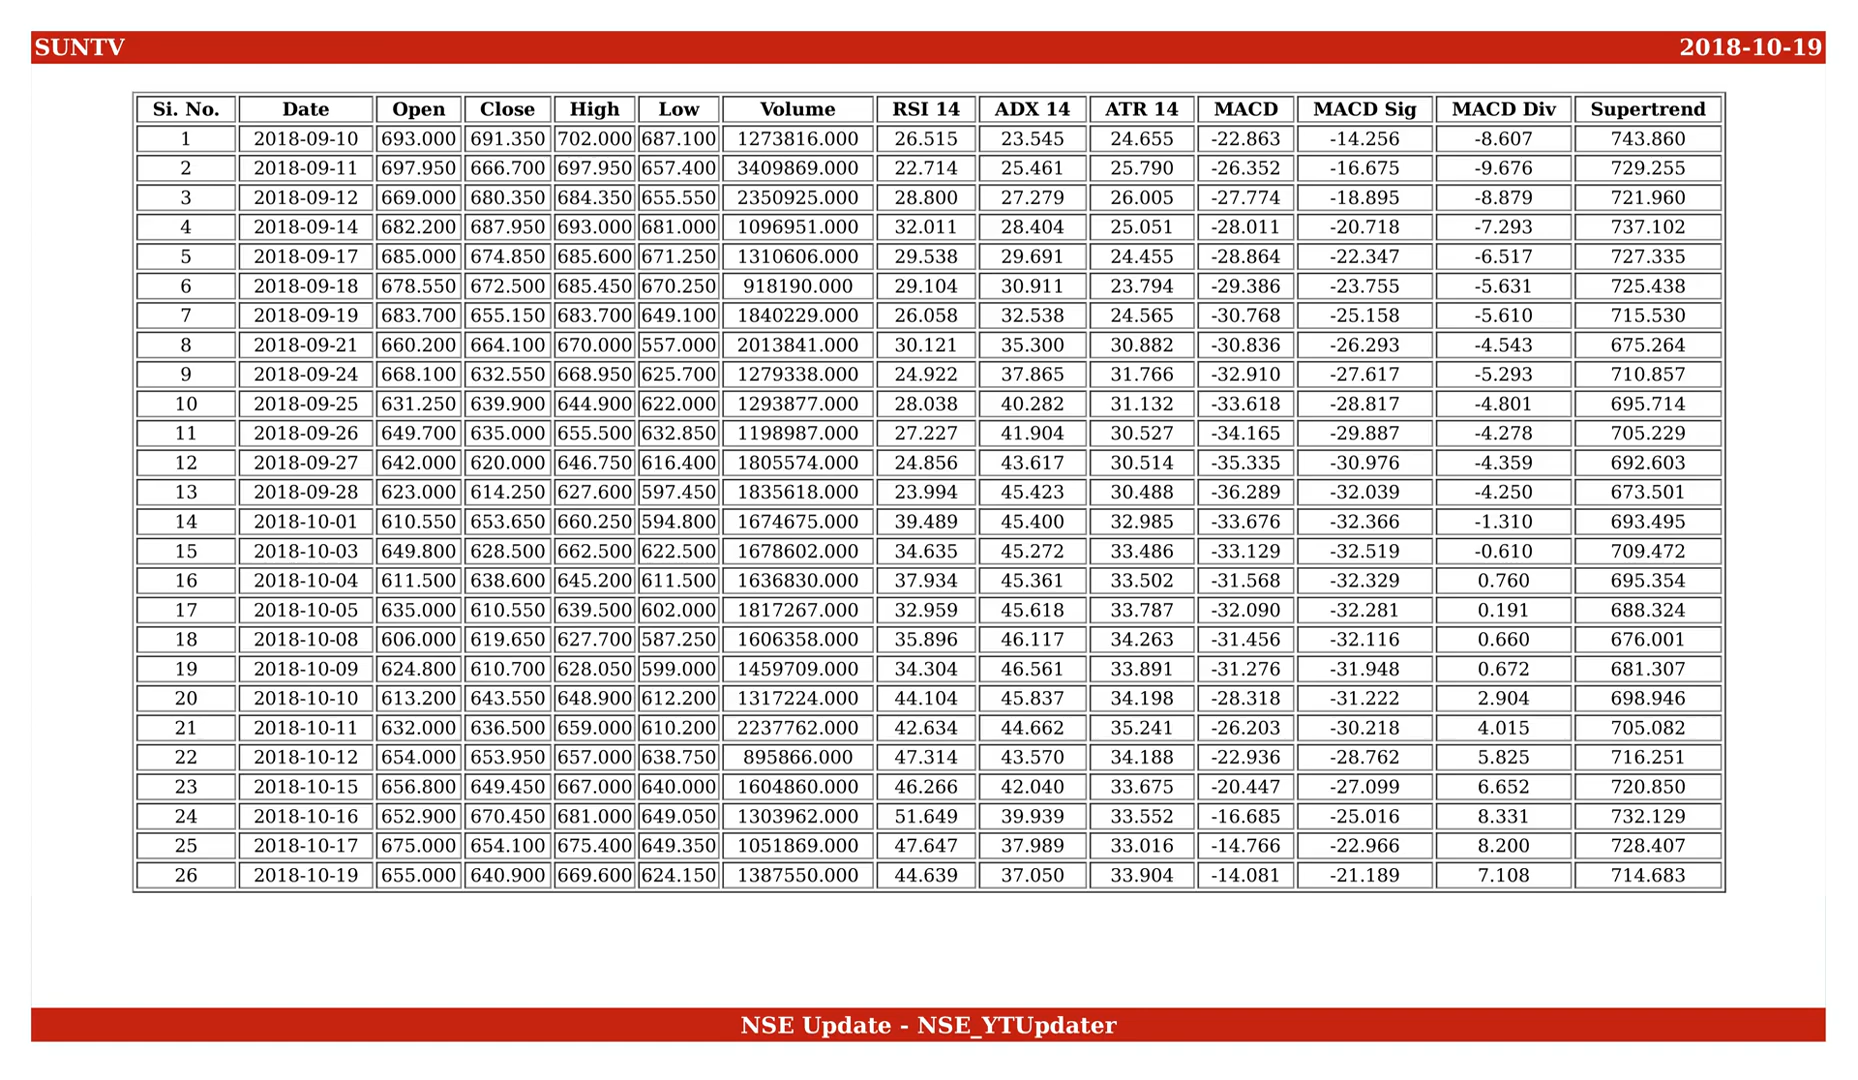 SUNTV 2018-10-19
Si. No. Date Open Close High Low Volume RSI 14 ADX 14 ATR 14 MACD MACD Sig MACD Div Supertrend
1 2018-09-10 693.000 691.350 702.000 687.100 1273816.000 26.515 23.545 24.655 -22.863 -14.256 -8.607 743.860
2 2018-09-11 697.950 666.700 697.950 657.400 3409869.000 22.714 25.461 25.790 -26.352 -16.675 -9.676 729.255
3 2018-09-12 669.000 680.350 684.350 655.550 2350925.000 28.800 27.279 26.005 -27.774 -18.895 -8.879 721.960
4 2018-09-14 682.200 687.950 693.000 681.000 1096951.000 32.011 28.404 25.051 -28.011 -20.718 -7.293 737.102
5 2018-09-17 685.000 674.850 685.600 671.250 1310606.000 29.538 29.691 24.455 -28.864 -22.347 -6.517 727.335
6 2018-09-18 678.550 672.500 685.450 670.250 918190.000 29.104 30.911 23.794 -29.386 -23.755 -5.631 725.438
7 2018-09-19 683.700 655.150 683.700 649.100 1840229.000 26.058 32.538 24.565 -30.768 -25.158 -5.610 715.530
8 2018-09-21 660.200 664.100 670.000 557.000 2013841.000 30.121 35.300 30.882 -30.836 -26.293 -4.543 675.264
9 2018-09-24 668.100 632.550 668.950 625.700 1279338.000 24.922 37.865 31.766 -32.910 -27.617 -5.293 710.857
10 2018-09-25 631.250 639.900 644.900 622.000 1293877.000 28.038 40.282 31.132 -33.618 -28.817 -4.801 695.714
11 2018-09-26 649.700 635.000 655.500 632.850 1198987.000 27.227 41.904 30.527 -34.165 -29.887 -4.278 705.229
12 2018-09-27 642.000 620.000 646.750 616.400 1805574.000 24.856 43.617 30.514 -35.335 -30.976 -4.359 692.603
13 2018-09-28 623.000 614.250 627.600 597.450 1835618.000 23.994 45.423 30.488 -36.289 -32.039 -4.250 673.501
14 2018-10-01 610.550 653.650 660.250 594.800 1674675.000 39.489 45.400 32.985 -33.676 -32.366 -1.310 693.495
15 2018-10-03 649.800 628.500 662.500 622.500 1678602.000 34.635 45.272 33.486 -33.129 -32.519 -0.610 709.472
16 2018-10-04 611.500 638.600 645.200 611.500 1636830.000 37.934 45.361 33.502 -31.568 -32.329 0.760 695.354
17 2018-10-05 635.000 610.550 639.500 602.000 1817267.000 32.959 45.618 33.787 -32.090 -32.281 0.191 688.324
18 2018-10-08 606.000 619.650 627.700 587.250 1606358.000 35.896 46.117 34.263 -31.456 -32.116 0.660 676.001
19 2018-10-09 624.800 610.700 628.050 599.000 1459709.000 34.304 46.561 33.891 -31.276 -31.948 0.672 681.307
20 2018-10-10 613.200 643.550 648.900 612.200 1317224.000 44.104 45.837 34.198 -28.318 -31.222 2.904 698.946
21 2018-10-11 632.000 636.500 659.000 610.200 2237762.000 42.634 44.662 35.241 -26.203 -30.218 4.015 705.082
22 2018-10-12 654.000 653.950 657.000 638.750 895866.000 47.314 43.570 34.188 -22.936 -28.762 5.825 716.251
23 2018-10-15 656.800 649.450 667.000 640.000 1604860.000 46.266 42.040 33.675 -20.447 -27.099 6.652 720.850
24 2018-10-16 652.900 670.450 681.000 649.050 1303962.000 51.649 39.939 33.552 -16.685 -25.016 8.331 732.129
25 2018-10-17 675.000 654.100 675.400 649.350 1051869.000 47.647 37.989 33.016 -14.766 -22.966 8.200 728.407
26 2018-10-19 655.000 640.900 669.600 624.150 1387550.000 44.639 37.050 33.904 -14.081 -21.189 7.108 714.683
NSE Update - NSE_YTUpdater